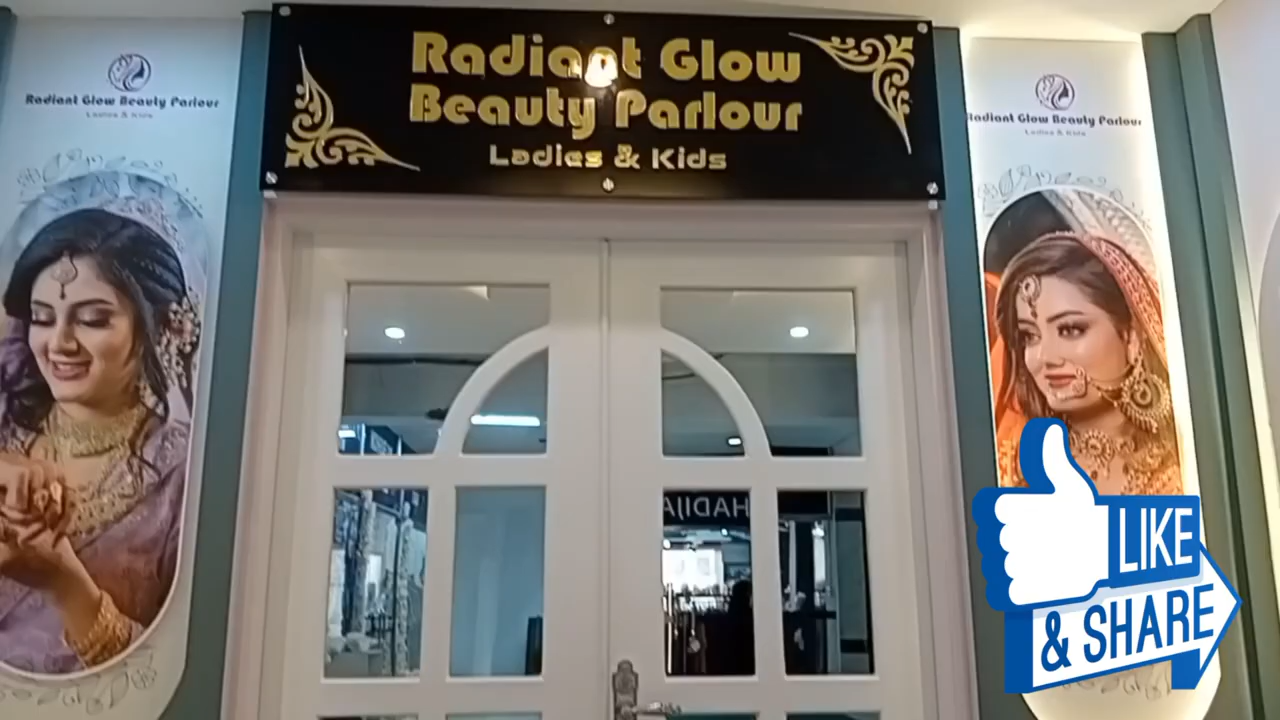 Radiant Glow
Beauty Parlour
Ladies & Kids
Radiant Glow Beauty Parlour
Ladies & Kids
Radiant Glow Beauty Parlour
Ladies & Kids
HADIJA
LIKE
& SHARE